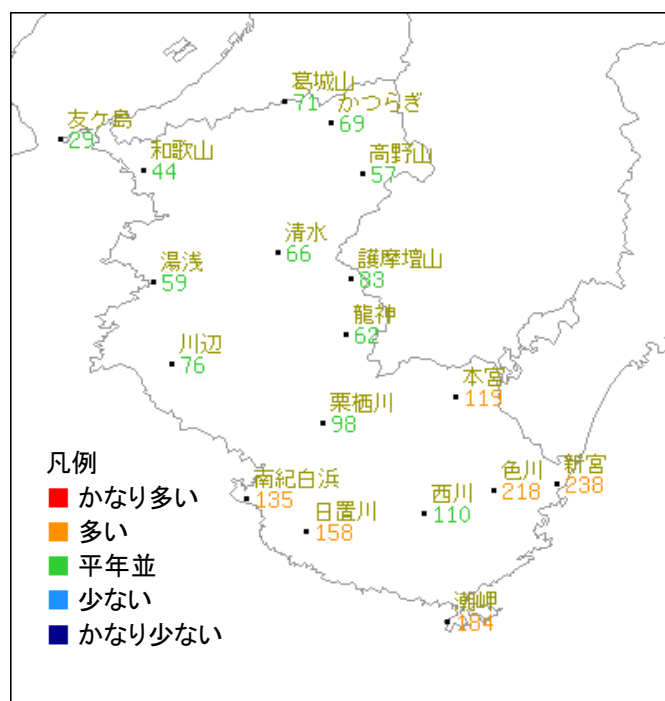 葛城山
71
かつらぎ
69
友ケ島
29
和歌山
44
高野山
57
清水
66
護摩壇山
83
湯浅
59
龍神
62
川辺
76
本宮
119
栗栖川
98
南紀白浜
135
日置川
158
西川
110
色川
218
新宮
238
潮岬
184
凡例
かなり多い
多い
平年並
少ない
かなり少ない